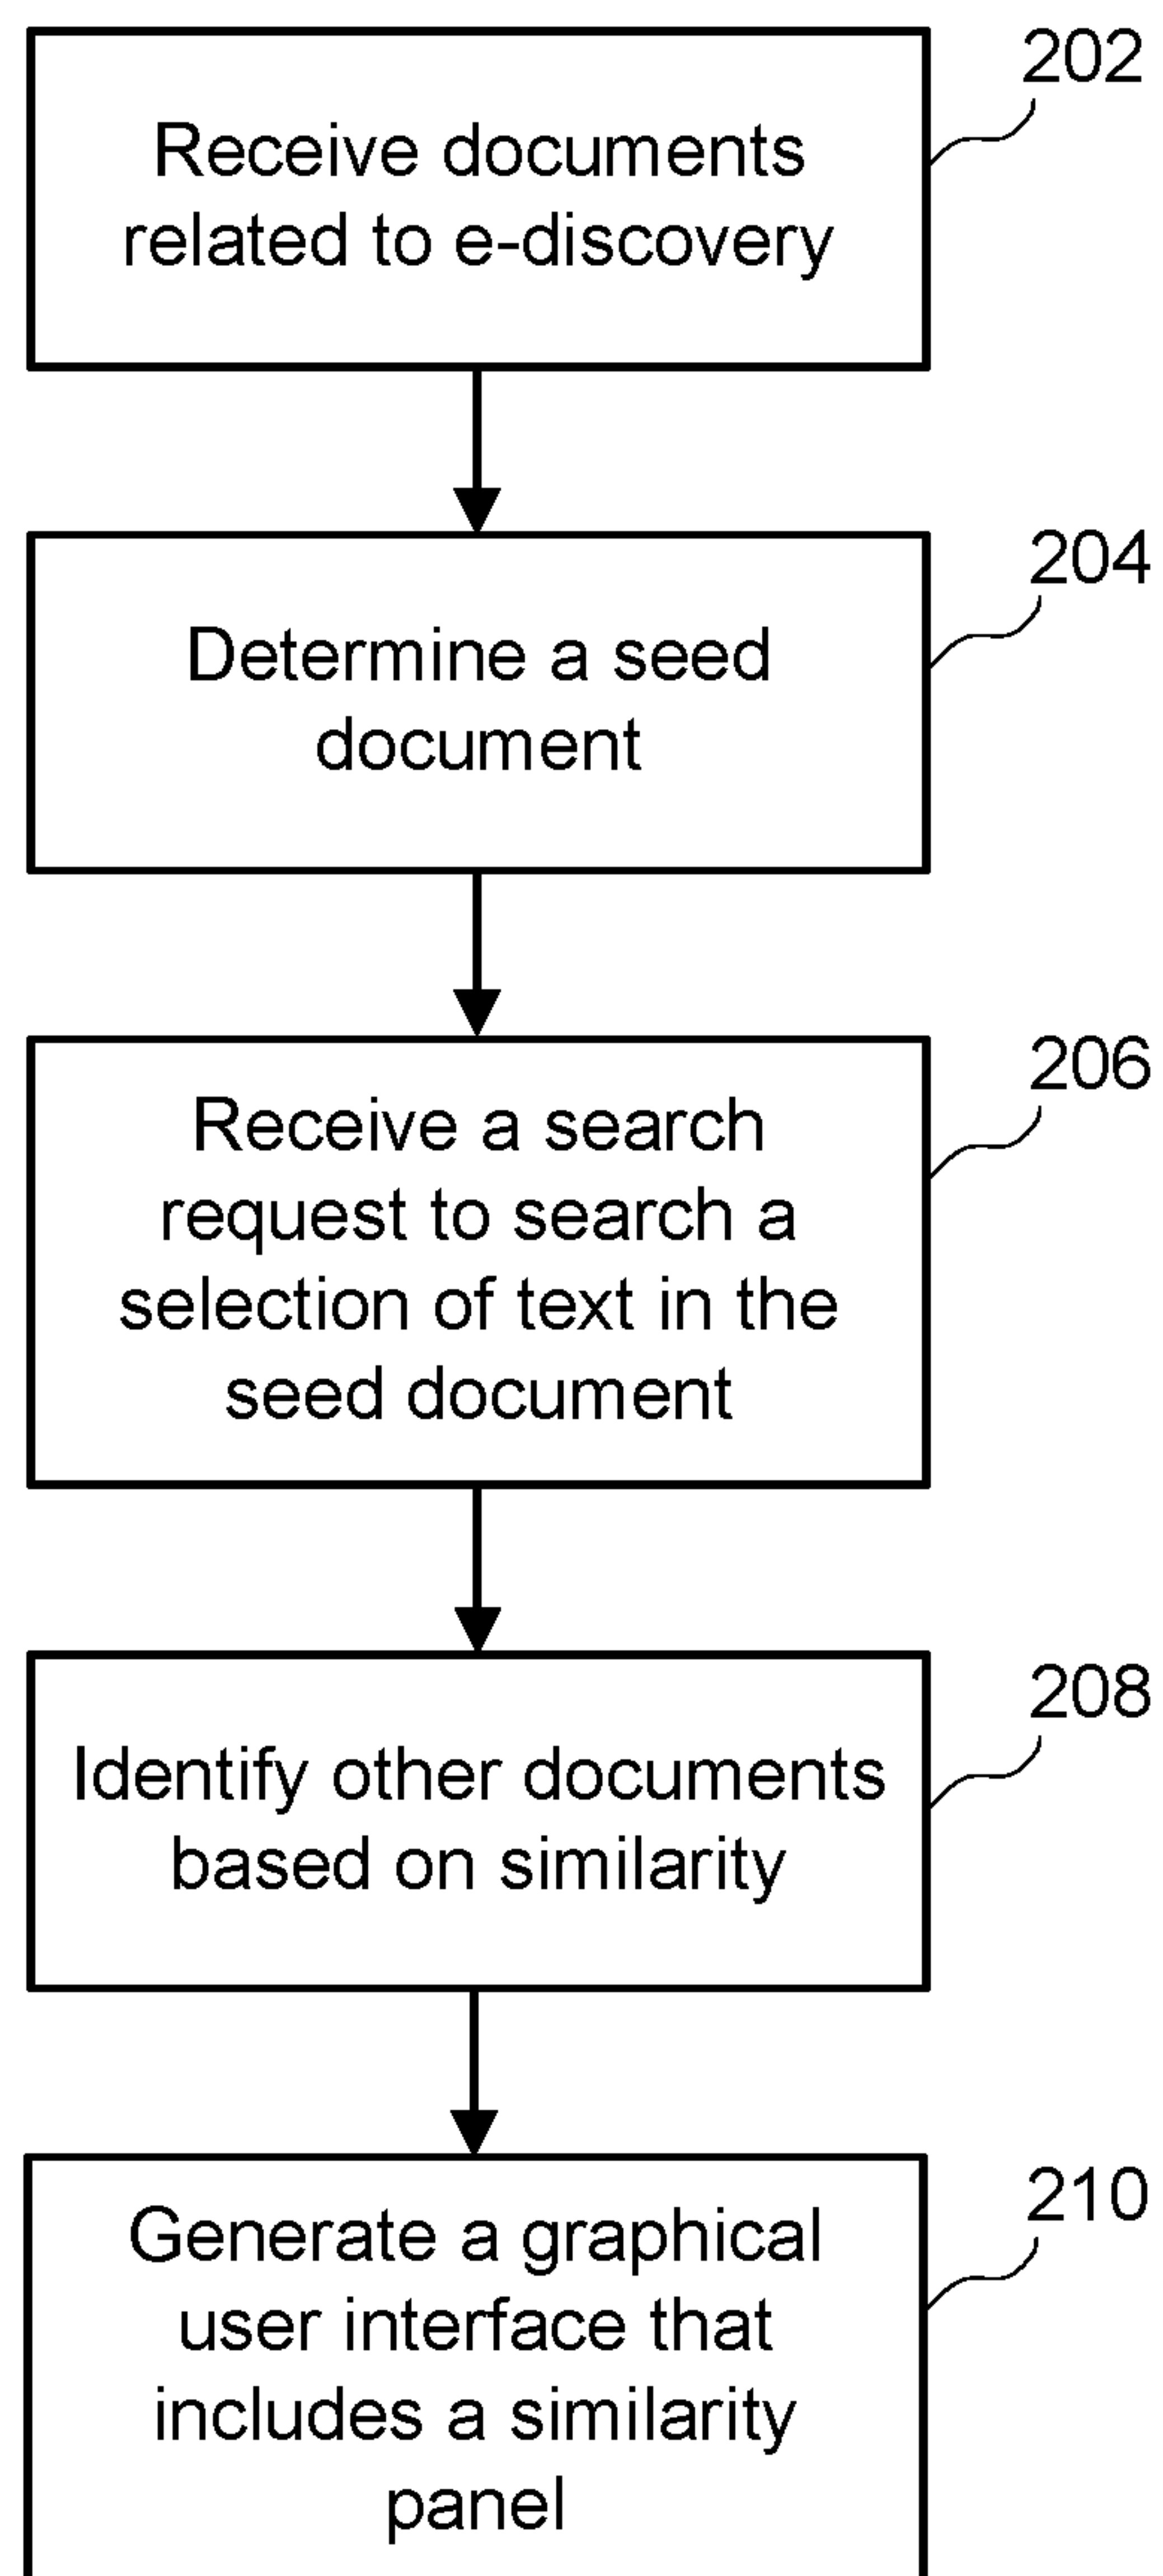 202
Receive documents
related to e-discovery
204
Determine a seed
document
206
Receive a search
request to search a
selection of text in the
seed document
208
Identify other documents
based on similarity
210
Generate a graphical
user interface that
includes a similarity
panel